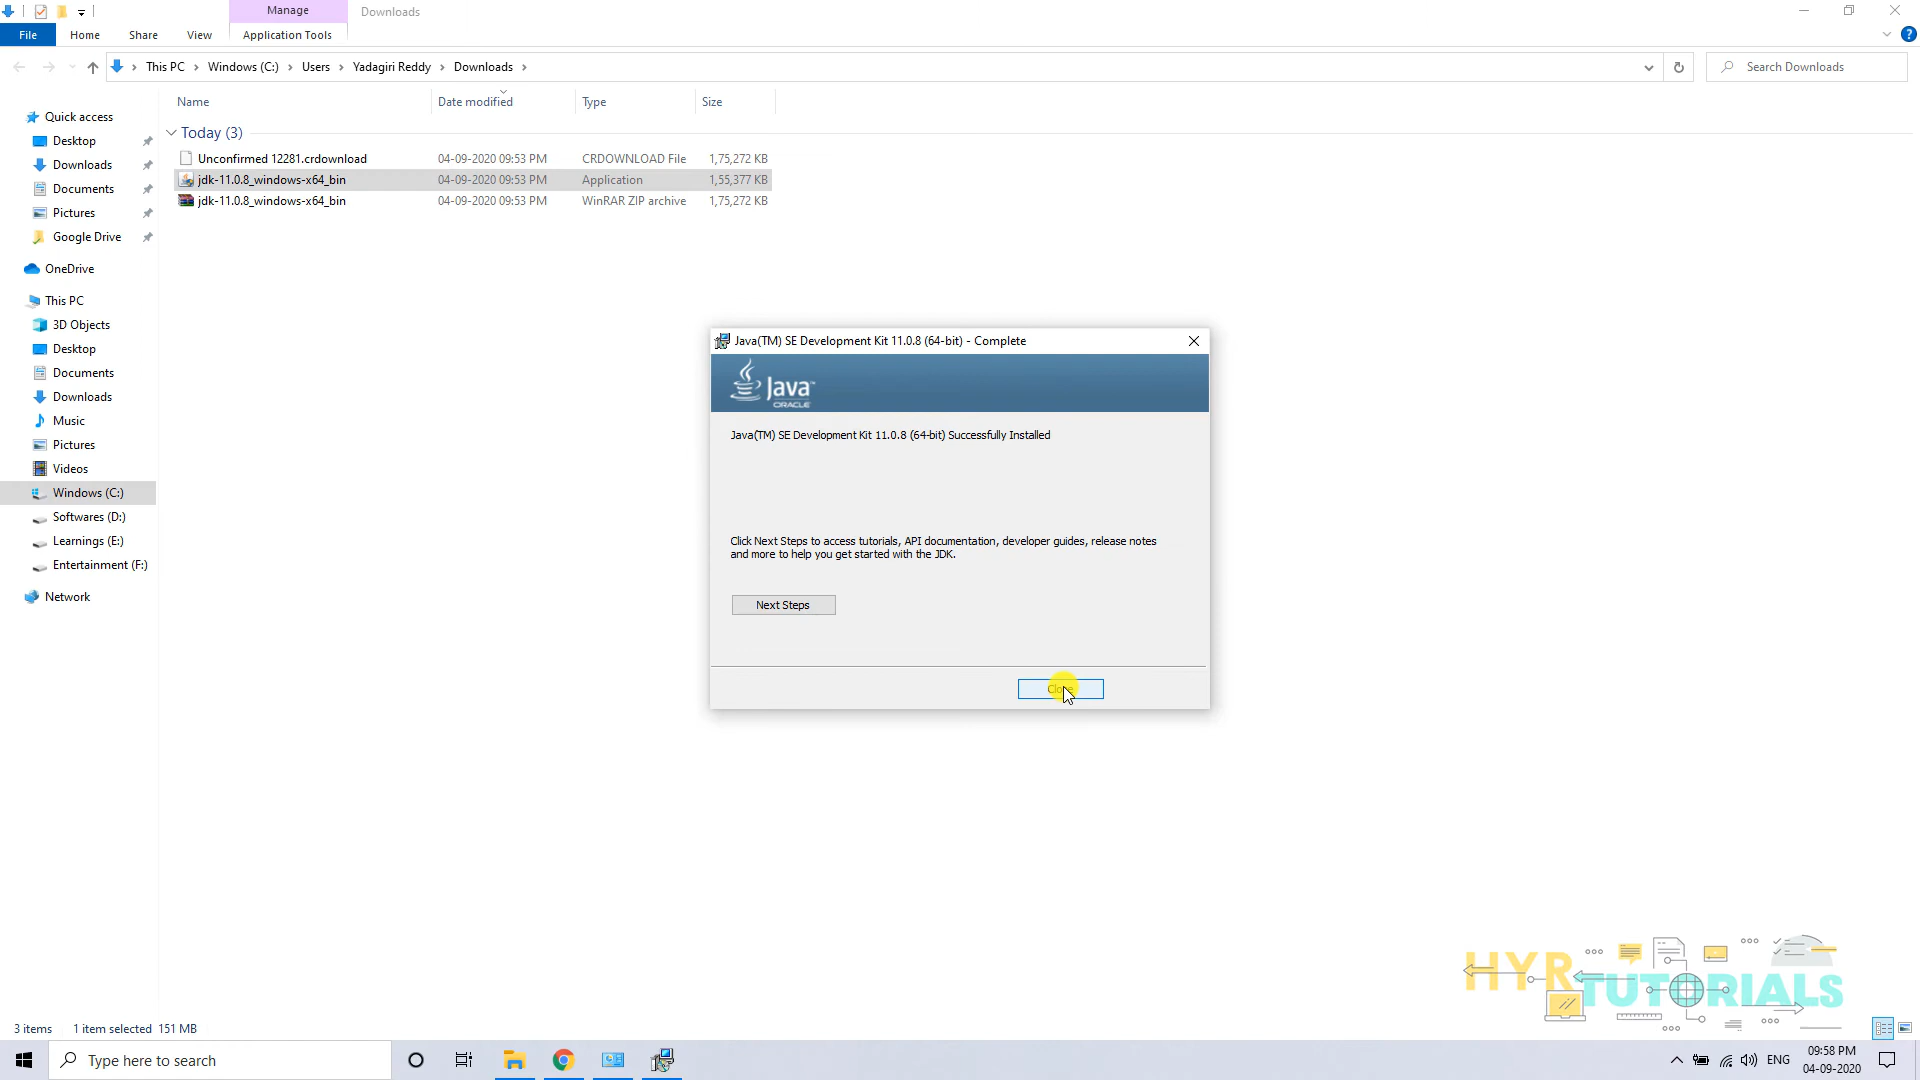 Manage
Downloads
File
Home
Share
View
Application Tools
This PC
Windows (C:)
Users
Yadagiri Reddy
Downloads
Search Downloads
Name
Date modified
Type
Size
Today (3)
Unconfirmed 12281.crdownload
04-09-2020 09:53 PM
CRDOWNLOAD File
1,75,272 KB
jdk-11.0.8_windows-x64_bin
04-09-2020 09:53 PM
Application
1,55,377 KB
jdk-11.0.8_windows-x64_bin
04-09-2020 09:53 PM
WinRAR ZIP archive
1,75,272 KB
Quick access
Desktop
Downloads
Documents
Pictures
Google Drive
OneDrive
This PC
3D Objects
Desktop
Documents
Downloads
Music
Pictures
Videos
Windows (C:)
Softwares (D:)
Learnings (E:)
Entertainment (F:)
Network
Java(TM) SE Development Kit 11.0.8 (64-bit) - Complete
Java™
ORACLE
Java(TM) SE Development Kit 11.0.8 (64-bit) Successfully Installed
Click Next Steps to access tutorials, API documentation, developer guides, release notes
and more to help you get started with the JDK.
Next Steps
Close
HYR
TUTORIALS
3 items
1 item selected 151 MB
Type here to search
ENG
09:58 PM
04-09-2020